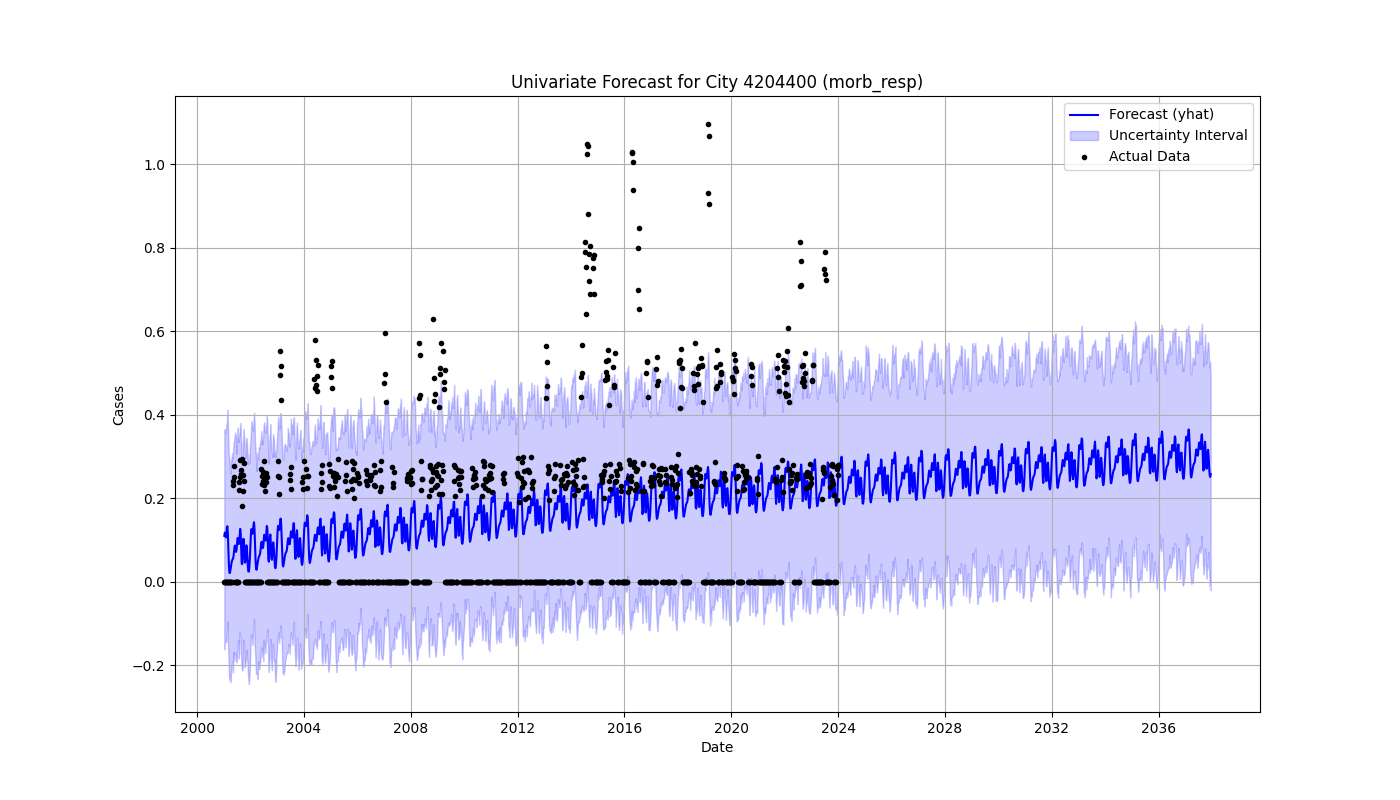 Univariate Forecast for City 4204400 (morb_resp)
Forecast (yhat)
Uncertainty Interval
Actual Data
Cases
1.0
0.8
0.6
0.4
0.2
0.0
−0.2
2000 2004 2008 2012 2016 2020 2024 2028 2032 2036
Date